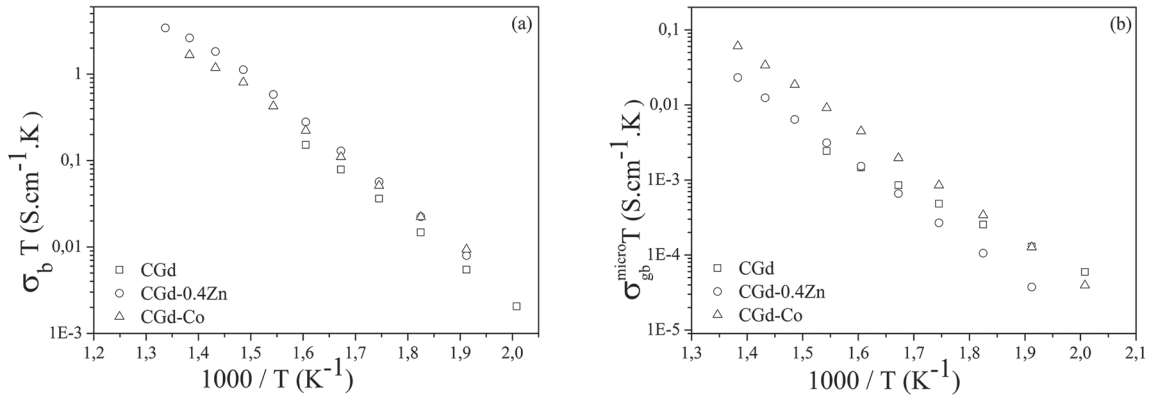 (a)
1
0,1
0,01
1E-3
σb T (S.cm⁻¹.K)
CGd
CGd-0.4Zn
CGd-Co
1,2 1,3 1,4 1,5 1,6 1,7 1,8 1,9 2,0
1000 / T (K⁻¹)
(b)
0,1
0,01
1E-3
1E-4
1E-5
σgb micro T (S.cm⁻¹.K)
CGd
CGd-0.4Zn
CGd-Co
1,3 1,4 1,5 1,6 1,7 1,8 1,9 2,0 2,1
1000 / T (K⁻¹)